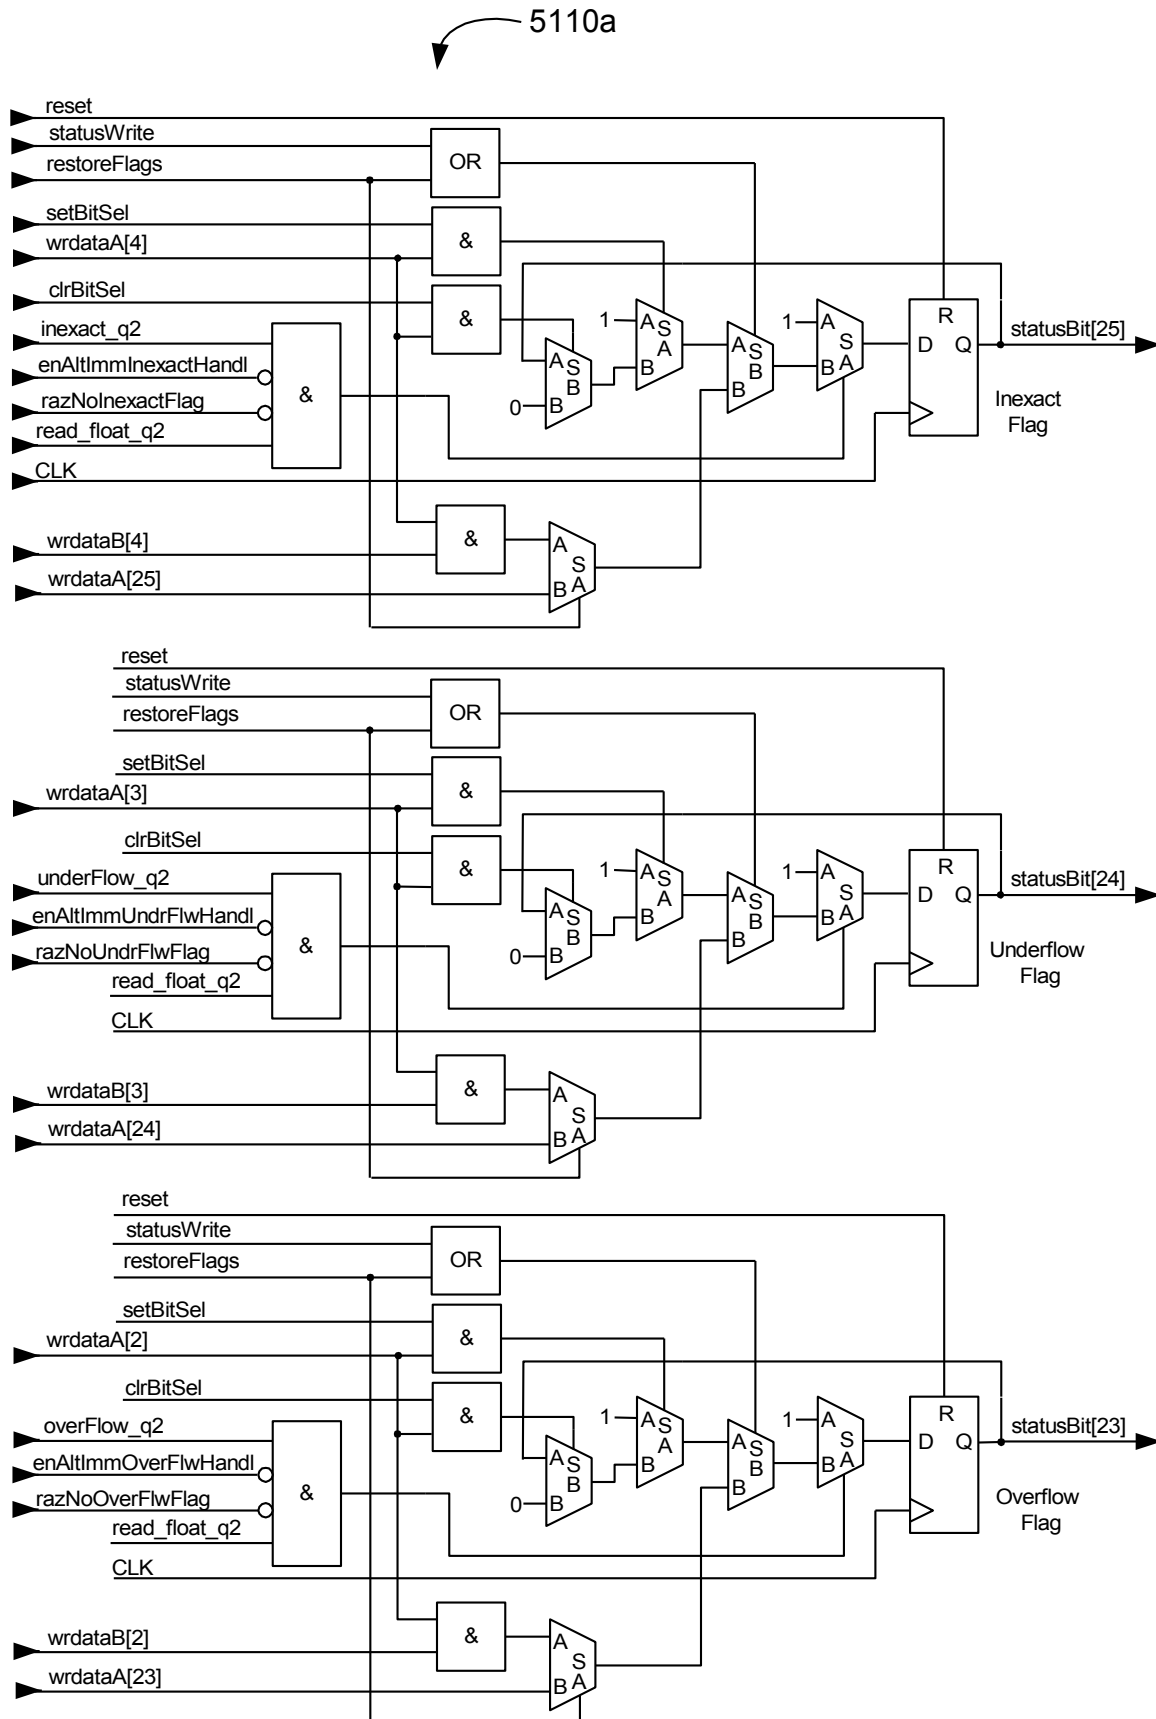 5110a
reset
statusWrite
restoreFlags
OR
setBitSel
wrdataA[4]
&
clrBitSel
&
inexact_q2
enAltImmInexactHandl
razNoInexactFlag
read_float_q2
&
CLK
A S B
0 B
1 A S A
B
A S B
B
1 A S
B A
R
D Q
statusBit[25]
Inexact
Flag
wrdataB[4]
&
wrdataA[25]
A
S
B A
reset
statusWrite
restoreFlags
OR
setBitSel
wrdataA[3]
&
clrBitSel
&
underFlow_q2
enAltImmUndrFlwHandl
razNoUndrFlwFlag
read_float_q2
&
CLK
A S B
0 B
1 A S A
B
A S B
B
1 A S
B A
R
D Q
statusBit[24]
Underflow
Flag
wrdataB[3]
&
wrdataA[24]
A
S
B A
reset
statusWrite
restoreFlags
OR
setBitSel
wrdataA[2]
&
clrBitSel
&
overFlow_q2
enAltImmOverFlwHandl
razNoOverFlwFlag
read_float_q2
&
CLK
A S B
0 B
1 A S A
B
A S B
B
1 A S
B A
R
D Q
statusBit[23]
Overflow
Flag
wrdataB[2]
&
wrdataA[23]
A
S
B A